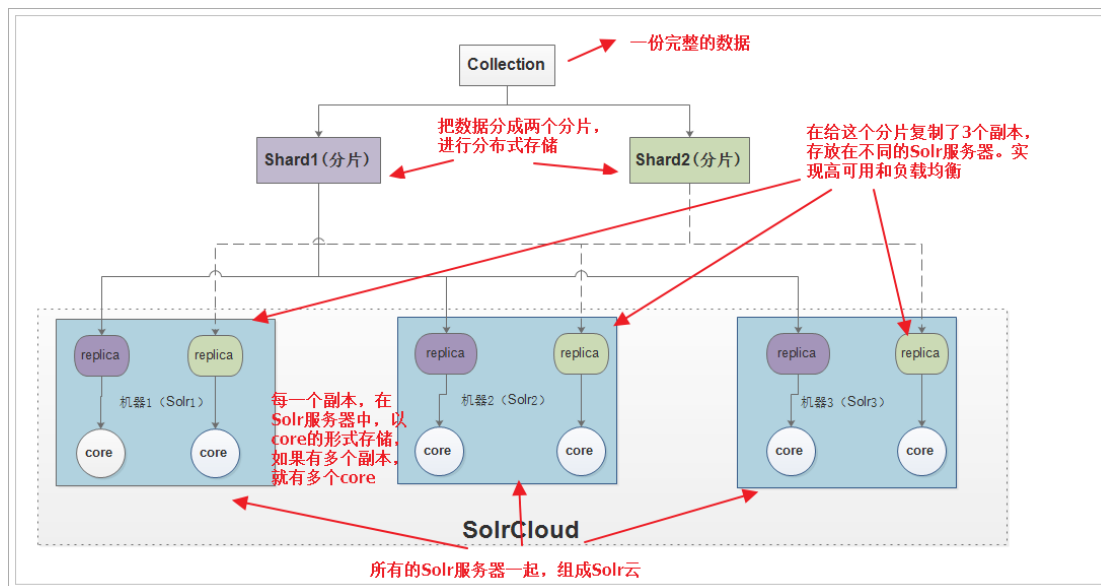 一份完整的数据
Collection
把数据分成两个分片，
进行分布式存储
在给这个分片复制了3个副本，
存放在不同的Solr服务器。实
现高可用和负载均衡
Shard1(分片)
Shard2(分片)
replica
replica
replica
replica
replica
replica
机器1（Solr1）
机器2（Solr2）
机器3（Solr3）
每一个副本，在
Solr服务器中，以
core的形式存储，
如果有多个副本，
就有多个core
core
core
core
core
core
core
SolrCloud
所有的Solr服务器一起，组成Solr云